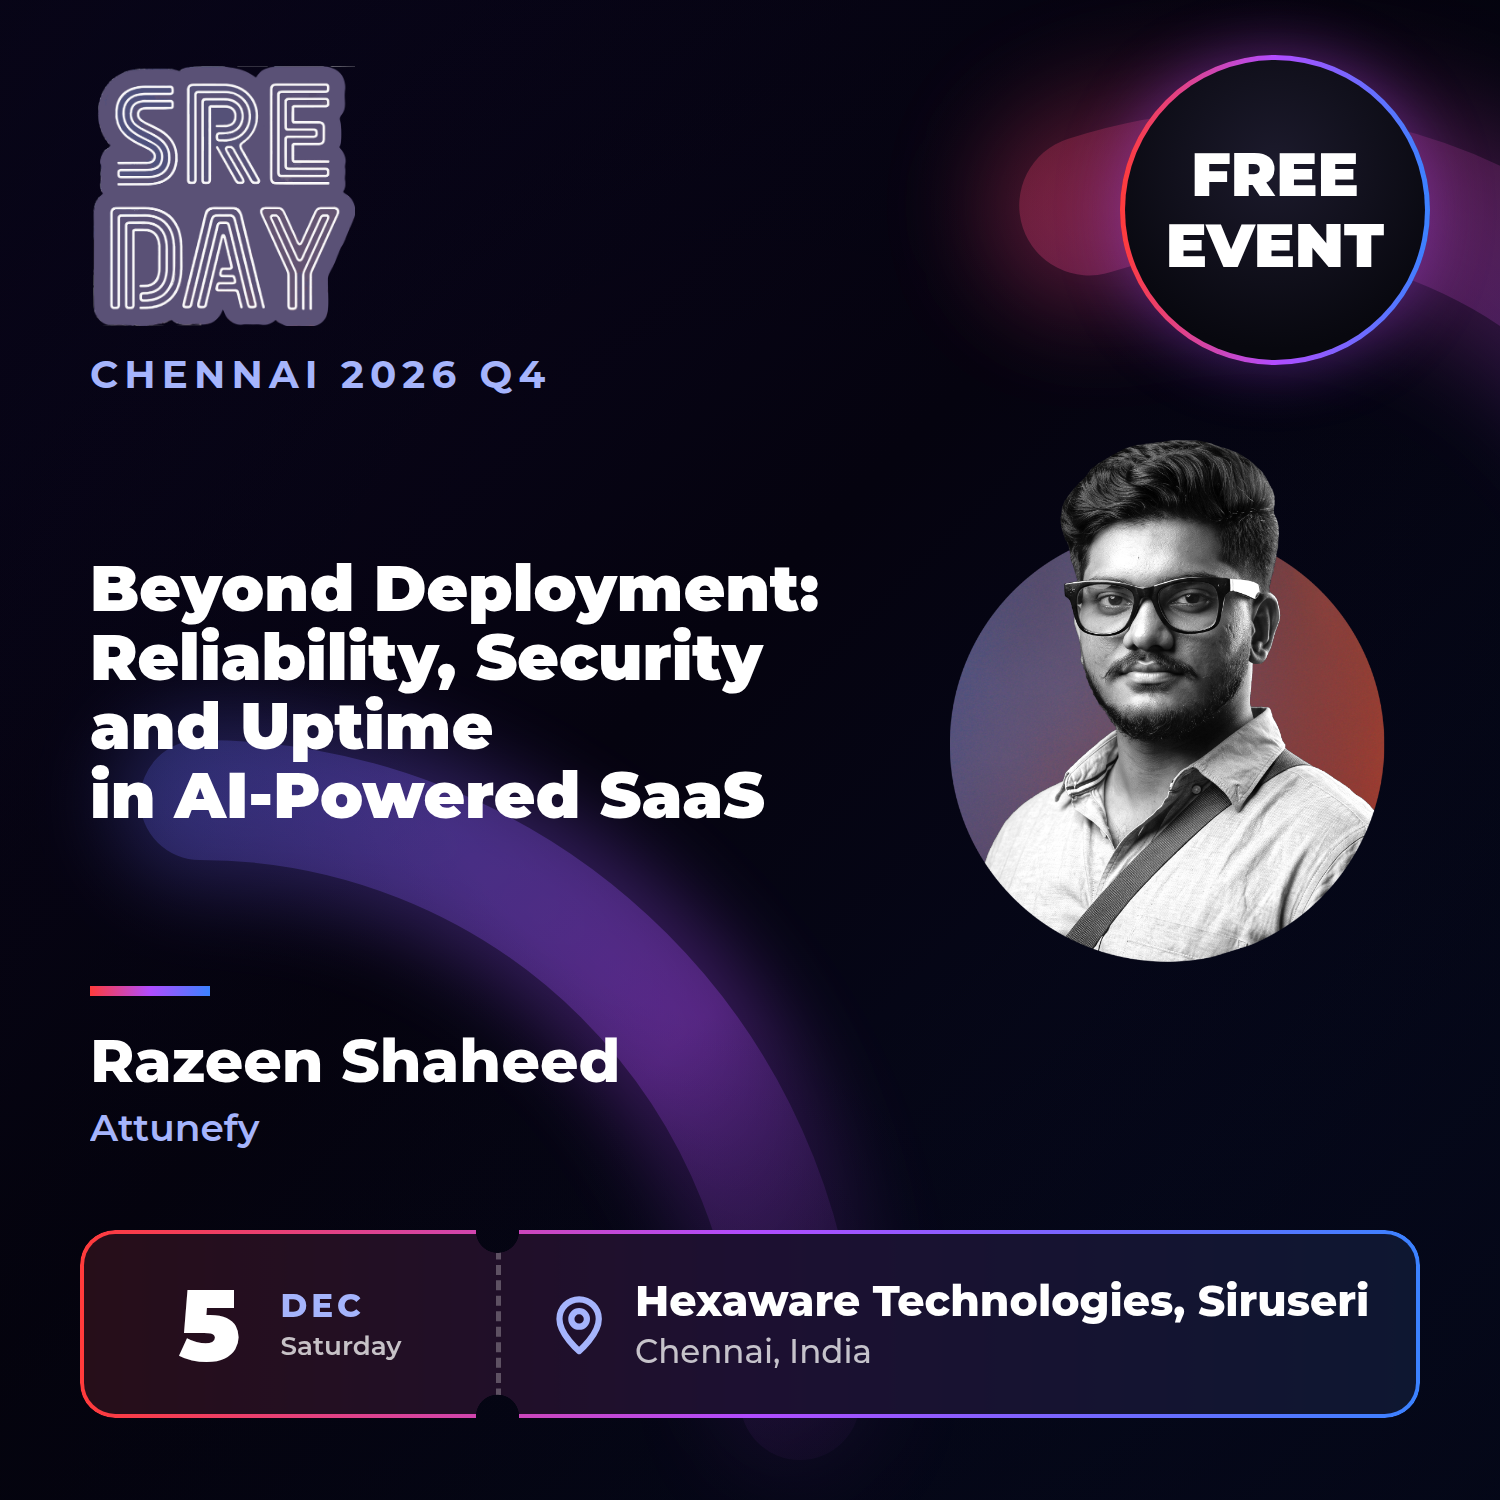 SRE
DAY
CHENNAI 2026 Q4
FREE
EVENT
Beyond Deployment:
Reliability, Security
and Uptime
in AI-Powered SaaS
Razeen Shaheed
Attunefy
5
DEC
Saturday
Hexaware Technologies, Siruseri
Chennai, India